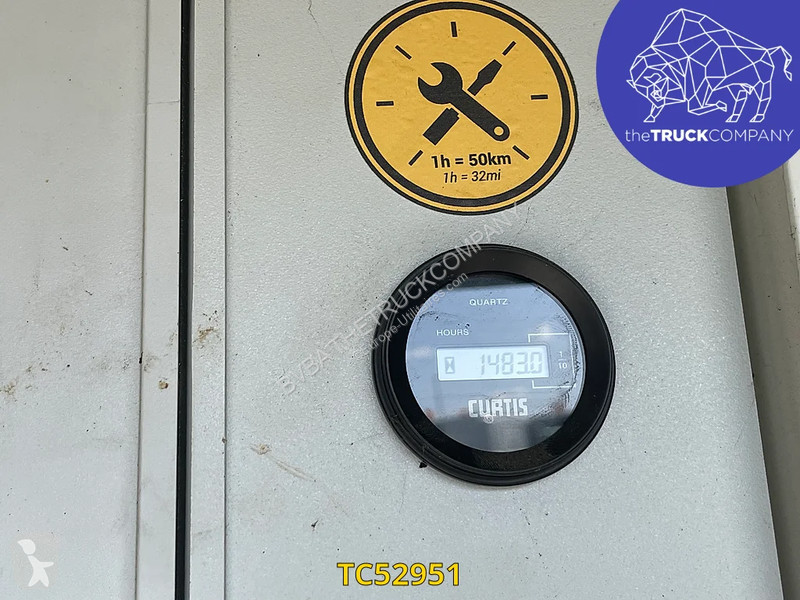 1h = 50km
1h = 32mi
theTRUCKCOMPANY
QUARTZ
HOURS
1483.0
1
10
CURTIS
TC52951